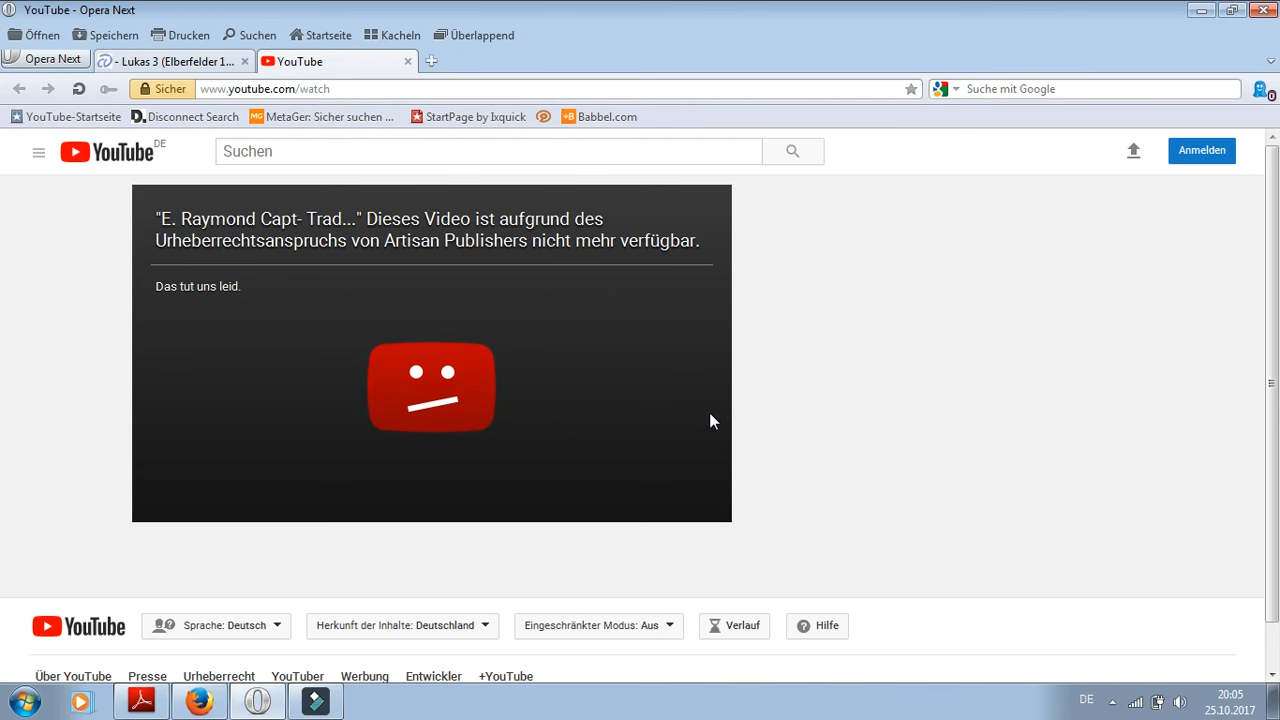 YouTube - Opera Next
Öffnen Speichern Drucken Suchen Startseite Kacheln Überlappend
Opera Next - Lukas 3 (Elberfelder 1... YouTube
Sicher www.youtube.com/watch Suche mit Google 0
YouTube-Startseite D. Disconnect Search MG MetaGer: Sicher suchen ... StartPage by Ixquick +B Babbel.com
YouTube DE Suchen Anmelden
"E. Raymond Capt- Trad..." Dieses Video ist aufgrund des
Urheberrechtsanspruchs von Artisan Publishers nicht mehr verfügbar.
Das tut uns leid.
YouTube Sprache: Deutsch Herkunft der Inhalte: Deutschland Eingeschränkter Modus: Aus Verlauf Hilfe
Über YouTube Presse Urheberrecht YouTuber Werbung Entwickler +YouTube
DE 20:05
25.10.2017